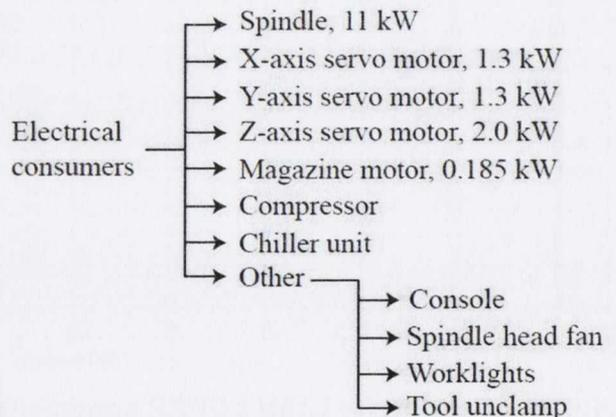 Spindle, 11 kW
X-axis servo motor, 1.3 kW
Y-axis servo motor, 1.3 kW
Electrical
consumers
Z-axis servo motor, 2.0 kW
Magazine motor, 0.185 kW
Compressor
Chiller unit
Other
Console
Spindle head fan
Worklights
Tool unclamp